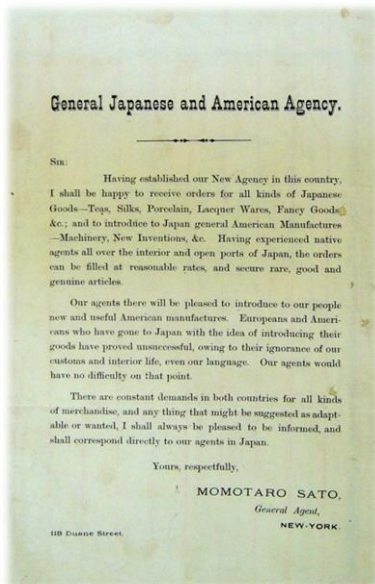 General Japanese and American Agency.
SIR:
Having established our New Agency in this country,
I shall be happy to receive orders for all kinds of Japanese
Goods—Teas, Silks, Porcelain, Lacquer Wares, Fancy Goods,
&c.; and to introduce to Japan general American Manufactures
—Machinery, New Inventions, &c. Having experienced native
agents all over the interior and open ports of Japan, the orders
can be filled at reasonable rates, and secure rare, good and
genuine articles.
Our agents there will be pleased to introduce to our people
new and useful American manufactures. Europeans and Ameri-
cans who have gone to Japan with the idea of introducing their
goods have proved unsuccessful, owing to their ignorance of our
customs and interior life, even our language. Our agents would
have no difficulty on that point.
There are constant demands in both countries for all kinds
of merchandise, and any thing that might be suggested as adapt-
able or wanted, I shall always be pleased to be informed, and
shall correspond directly to our agents in Japan.
Yours, respectfully,
MOMOTARO SATO,
General Agent,
NEW-YORK.
118 Duane Street.